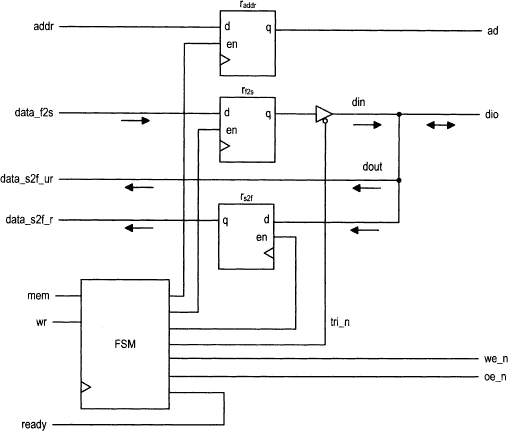 r_addr
addr
d
q
ad
en
r_f2s
data_f2s
d
q
din
dio
en
data_s2f_ur
dout
r_s2f
data_s2f_r
q
d
en
mem
wr
FSM
tri_n
we_n
oe_n
ready